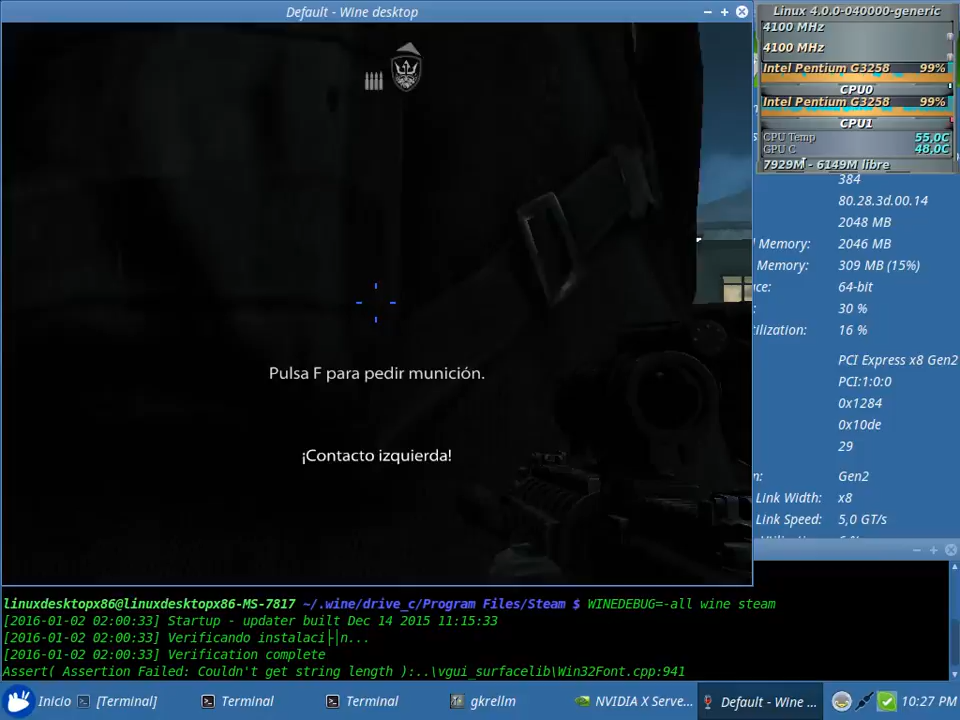 Default - Wine desktop
Linux 4.0.0-040000-generic
4100 MHz
4100 MHz
Intel Pentium G3258 99%
CPU0
Intel Pentium G3258 99%
CPU1
CPU Temp 55.0C
GPU C 48.0C
7929M - 6149M libre
384
80.28.3d.00.14
2048 MB
Memory: 2046 MB
Memory: 309 MB (15%)
ce: 64-bit
: 30 %
ilization: 16 %
PCI Express x8 Gen2
PCI:1:0:0
0x1284
0x10de
29
n: Gen2
Link Width: x8
Link Speed: 5,0 GT/s
Pulsa F para pedir munición.
¡Contacto izquierda!
linuxdesktopx86@linuxdesktopx86-MS-7817 ~/.wine/drive_c/Program Files/Steam $ WINEDEBUG=-all wine steam
[2016-01-02 02:00:33] Startup - updater built Dec 14 2015 11:15:33
[2016-01-02 02:00:33] Verificando instalaci├│n...
[2016-01-02 02:00:33] Verification complete
Assert( Assertion Failed: Couldn't get string length ):..\vgui_surfacelib\Win32Font.cpp:941
Inicio [Terminal] Terminal Terminal gkrellm NVIDIA X Serve... Default - Wine ... 10:27 PM